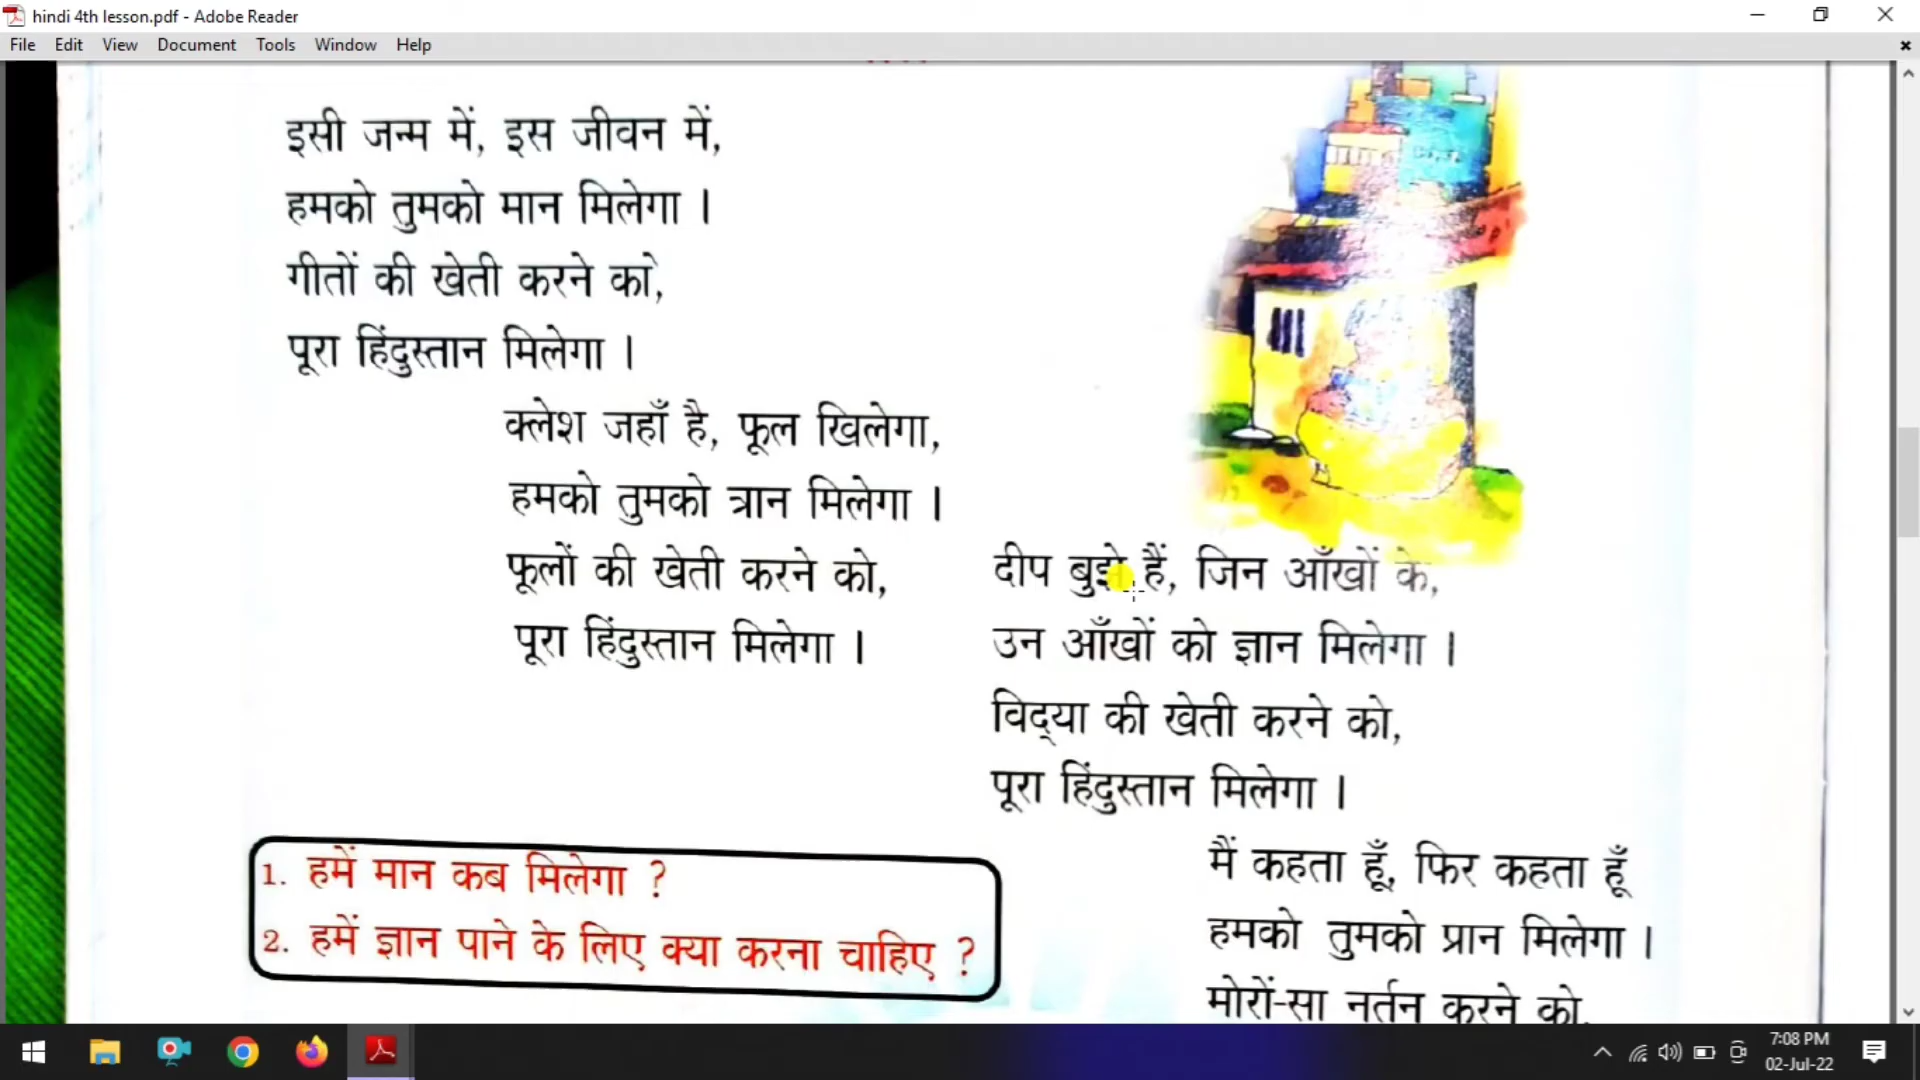 hindi 4th lesson.pdf - Adobe Reader
File Edit View Document Tools Window Help
इसी जन्म में, इस जीवन में,
हमको तुमको मान मिलेगा ।
गीतों की खेती करने को,
पूरा हिंदुस्तान मिलेगा ।
क्लेश जहाँ है, फूल खिलेगा,
हमको तुमको त्रान मिलेगा ।
फूलों की खेती करने को,
पूरा हिंदुस्तान मिलेगा ।
दीप बुझे हैं, जिन आँखों के,
उन आँखों को ज्ञान मिलेगा ।
विद्‌या की खेती करने को,
पूरा हिंदुस्तान मिलेगा ।
मैं कहता हूँ, फिर कहता हूँ
हमको तुमको प्रान मिलेगा ।
मोरों-सा नर्तन करने को,
1. हमें मान कब मिलेगा ?
2. हमें ज्ञान पाने के लिए क्या करना चाहिए ?
7:08 PM
02-Jul-22